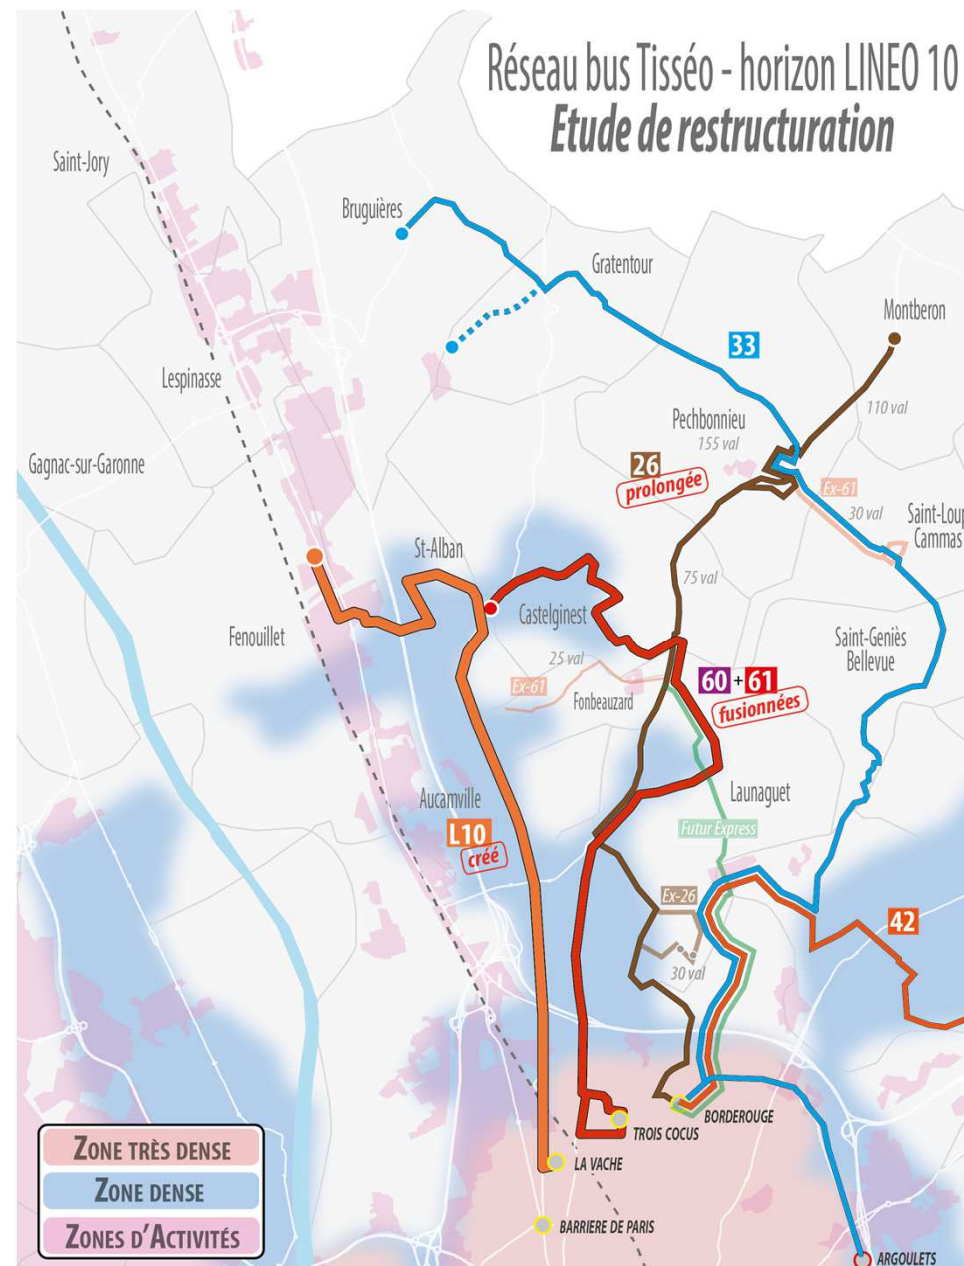 Réseau bus Tisséo - horizon LINEO 10
Etude de restructuration
Saint-Jory
Bruguières
Gratentour
Montberon
33
Lespinasse
110 val
Pechbonnieu
155 val
Gagnac-sur-Garonne
26
prolongée
Ex-61
30 val
Saint-Loup
Cammas
St-Alban
75 val
Castelginest
Fenouillet
Saint-Geniès
Bellevue
25 val
Ex-61
60 + 61
fusionnées
Fonbeauzard
Aucamville
Launaguet
L10
créé
Futur Express
Ex-26
42
30 val
BORDEROUGE
TROIS COCUS
LA VACHE
BARRIERE DE PARIS
ARGOULETS
ZONE TRÈS DENSE
ZONE DENSE
ZONES D'ACTIVITÉS